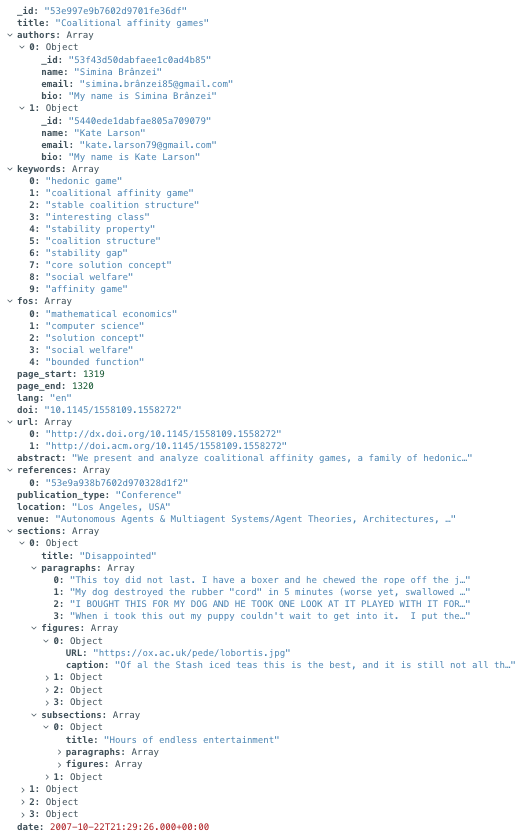 _id: "53e997e9b7602d9701fe36df"
title: "Coalitional affinity games"
authors: Array
0: Object
_id: "53f43d50dabfaee1c0ad4b85"
name: "Simina Brânzei"
email: "simina.brânzei85@gmail.com"
bio: "My name is Simina Brânzei"
1: Object
_id: "5440ede1dabfae805a709079"
name: "Kate Larson"
email: "kate.larson79@gmail.com"
bio: "My name is Kate Larson"
keywords: Array
0: "hedonic game"
1: "coalitional affinity game"
2: "stable coalition structure"
3: "interesting class"
4: "stability property"
5: "coalition structure"
6: "stability gap"
7: "core solution concept"
8: "social welfare"
9: "affinity game"
fos: Array
0: "mathematical economics"
1: "computer science"
2: "solution concept"
3: "social welfare"
4: "bounded function"
page_start: 1319
page_end: 1320
lang: "en"
doi: "10.1145/1558109.1558272"
url: Array
0: "http://dx.doi.org/10.1145/1558109.1558272"
1: "http://doi.acm.org/10.1145/1558109.1558272"
abstract: "We present and analyze coalitional affinity games, a family of hedonic…"
references: Array
0: "53e9a938b7602d970328d1f2"
publication_type: "Conference"
location: "Los Angeles, USA"
venue: "Autonomous Agents & Multiagent Systems/Agent Theories, Architectures, …"
sections: Array
0: Object
title: "Disappointed"
paragraphs: Array
0: "This toy did not last. I have a boxer and he chewed the rope off the j…"
1: "My dog destroyed the rubber "cord" in 5 minutes (worse yet, swallowed …"
2: "I BOUGHT THIS FOR MY DOG AND HE TOOK ONE LOOK AT IT PLAYED WITH IT FOR…"
3: "When i took this out my puppy couldn't wait to get into it.  I put the…"
figures: Array
0: Object
URL: "https://ox.ac.uk/pede/lobortis.jpg"
caption: "Of al the Stash iced teas this is the best, and it is still not all th…"
1: Object
2: Object
3: Object
subsections: Array
0: Object
title: "Hours of endless entertainment"
paragraphs: Array
figures: Array
1: Object
1: Object
2: Object
3: Object
date: 2007-10-22T21:29:26.000+00:00